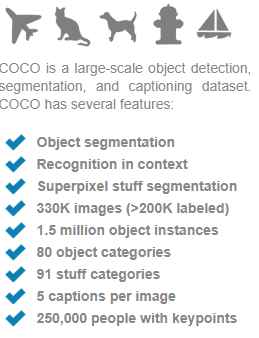 COCO is a large-scale object detection,
segmentation, and captioning dataset.
COCO has several features:
Object segmentation
Recognition in context
Superpixel stuff segmentation
330K images (>200K labeled)
1.5 million object instances
80 object categories
91 stuff categories
5 captions per image
250,000 people with keypoints